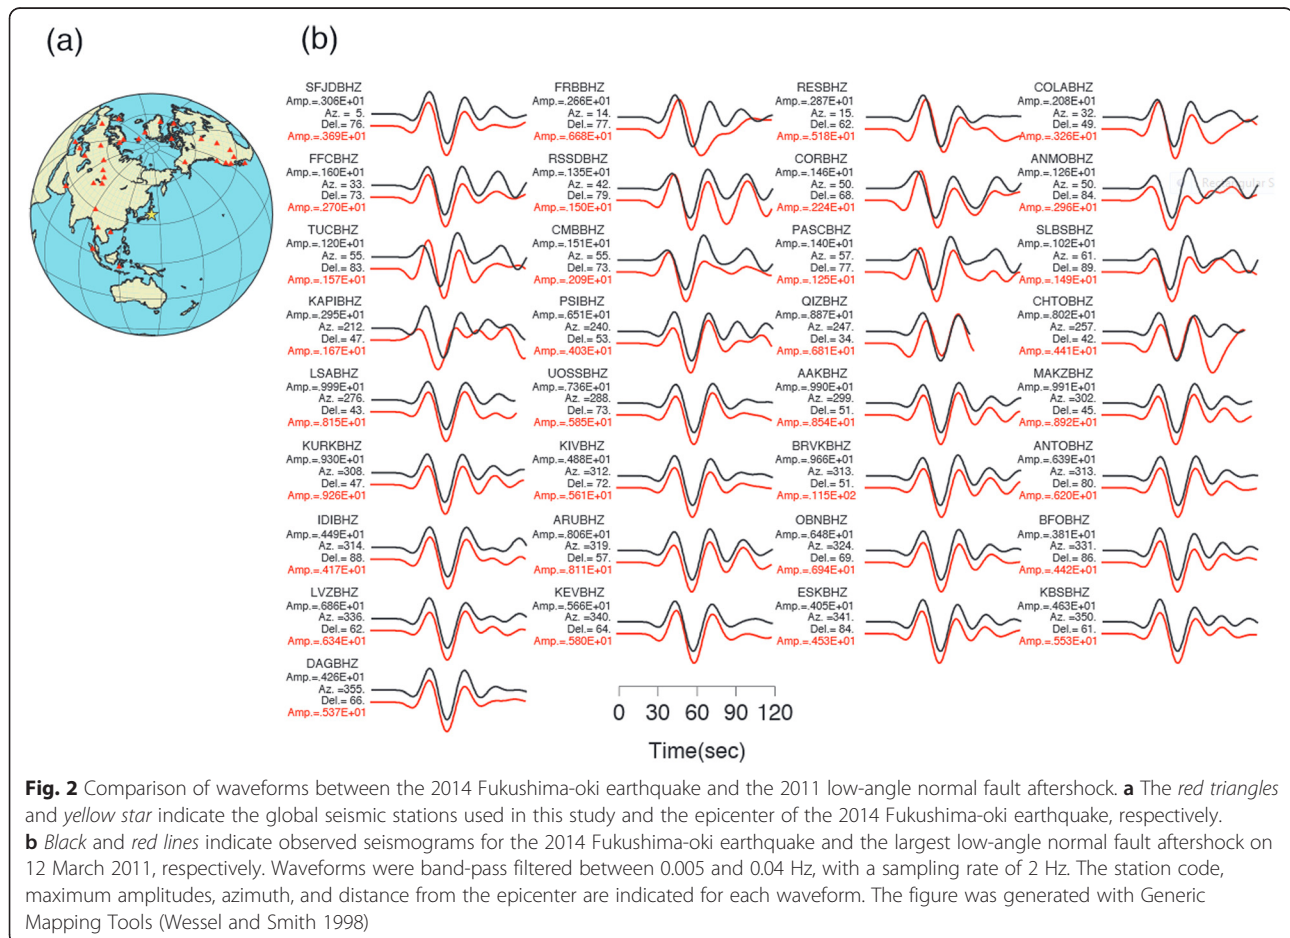 (a)
(b)
SFJDBHZ
Amp.=.306E+01
Az. = 5.
Del.= 76.
Amp.=.369E+01
FRBBHZ
Amp.=.266E+01
Az. = 14.
Del.= 77.
Amp.=.668E+01
RESBHZ
Amp.=.287E+01
Az. = 15.
Del.= 62.
Amp.=.518E+01
COLABHZ
Amp.=.208E+01
Az. = 32.
Del.= 49.
Amp.=.326E+01
FFCBHZ
Amp.=.160E+01
Az. = 33.
Del.= 73.
Amp.=.270E+01
RSSDBHZ
Amp.=.135E+01
Az. = 42.
Del.= 79.
Amp.=.150E+01
CORBHZ
Amp.=.146E+01
Az. = 50.
Del.= 68.
Amp.=.224E+01
ANMOBHZ
Amp.=.126E+01
Az. = 50.
Del.= 84.
Amp.=.296E+01
TUCBHZ
Amp.=.120E+01
Az. = 55.
Del.= 83.
Amp.=.157E+01
CMBBHZ
Amp.=.151E+01
Az. = 55.
Del.= 73.
Amp.=.209E+01
PASCBHZ
Amp.=.140E+01
Az. = 57.
Del.= 77.
Amp.=.125E+01
SLBSBHZ
Amp.=.102E+01
Az. = 61.
Del.= 89.
Amp.=.149E+01
KAPIBHZ
Amp.=.295E+01
Az. =212.
Del.= 47.
Amp.=.167E+01
PSIBHZ
Amp.=.651E+01
Az. =240.
Del.= 53.
Amp.=.403E+01
QIZBHZ
Amp.=.887E+01
Az. =247.
Del.= 34.
Amp.=.681E+01
CHTOBHZ
Amp.=.802E+01
Az. =257.
Del.= 42.
Amp.=.441E+01
LSABHZ
Amp.=.999E+01
Az. =276.
Del.= 43.
Amp.=.815E+01
UOSSBHZ
Amp.=.736E+01
Az. =288.
Del.= 73.
Amp.=.585E+01
AAKBHZ
Amp.=.990E+01
Az. =299.
Del.= 51.
Amp.=.854E+01
MAKZBHZ
Amp.=.991E+01
Az. =302.
Del.= 45.
Amp.=.892E+01
KURKBHZ
Amp.=.930E+01
Az. =308.
Del.= 47.
Amp.=.926E+01
KIVBHZ
Amp.=.488E+01
Az. =312.
Del.= 72.
Amp.=.561E+01
BRVKBHZ
Amp.=.966E+01
Az. =313.
Del.= 51.
Amp.=.115E+02
ANTOBHZ
Amp.=.639E+01
Az. =313.
Del.= 80.
Amp.=.620E+01
IDIBHZ
Amp.=.449E+01
Az. =314.
Del.= 88.
Amp.=.417E+01
ARUBHZ
Amp.=.806E+01
Az. =319.
Del.= 57.
Amp.=.811E+01
OBNBHZ
Amp.=.648E+01
Az. =324.
Del.= 69.
Amp.=.694E+01
BFOBHZ
Amp.=.381E+01
Az. =331.
Del.= 86.
Amp.=.442E+01
LVZBHZ
Amp.=.686E+01
Az. =336.
Del.= 62.
Amp.=.634E+01
KEVBHZ
Amp.=.566E+01
Az. =340.
Del.= 64.
Amp.=.580E+01
ESKBHZ
Amp.=.405E+01
Az. =341.
Del.= 84.
Amp.=.453E+01
KBSBHZ
Amp.=.463E+01
Az. =350.
Del.= 61.
Amp.=.553E+01
DAGBHZ
Amp.=.426E+01
Az. =355.
Del.= 66.
Amp.=.537E+01
0 30 60 90 120
Time(sec)
Fig. 2 Comparison of waveforms between the 2014 Fukushima-oki earthquake and the 2011 low-angle normal fault aftershock. a The red triangles
and yellow star indicate the global seismic stations used in this study and the epicenter of the 2014 Fukushima-oki earthquake, respectively.
b Black and red lines indicate observed seismograms for the 2014 Fukushima-oki earthquake and the largest low-angle normal fault aftershock on
12 March 2011, respectively. Waveforms were band-pass filtered between 0.005 and 0.04 Hz, with a sampling rate of 2 Hz. The station code,
maximum amplitudes, azimuth, and distance from the epicenter are indicated for each waveform. The figure was generated with Generic
Mapping Tools (Wessel and Smith 1998)